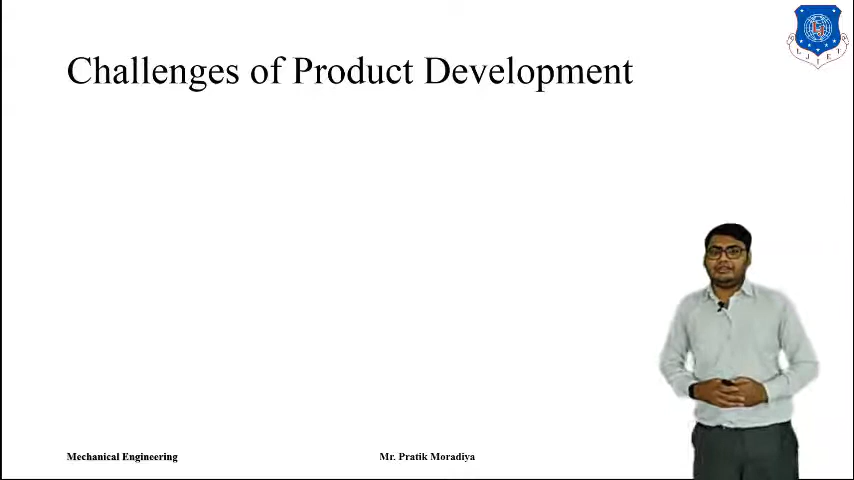 Challenges of Product Development
L J I E T
Mechanical Engineering
Mr. Pratik Moradiya